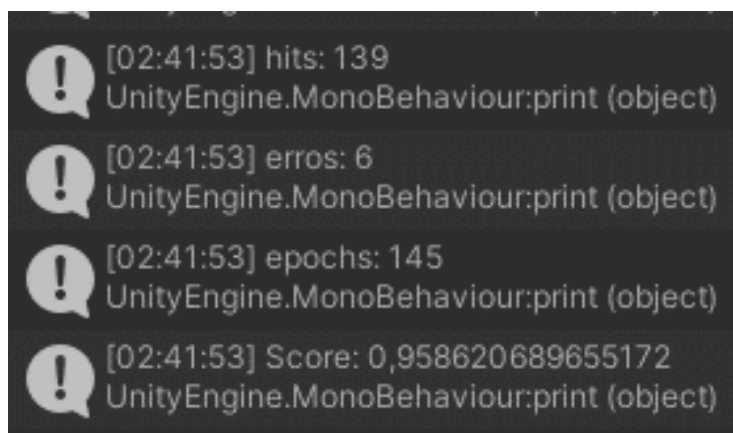 [02:41:53] hits: 139
UnityEngine.MonoBehaviour:print (object)
[02:41:53] erros: 6
UnityEngine.MonoBehaviour:print (object)
[02:41:53] epochs: 145
UnityEngine.MonoBehaviour:print (object)
[02:41:53] Score: 0,958620689655172
UnityEngine.MonoBehaviour:print (object)